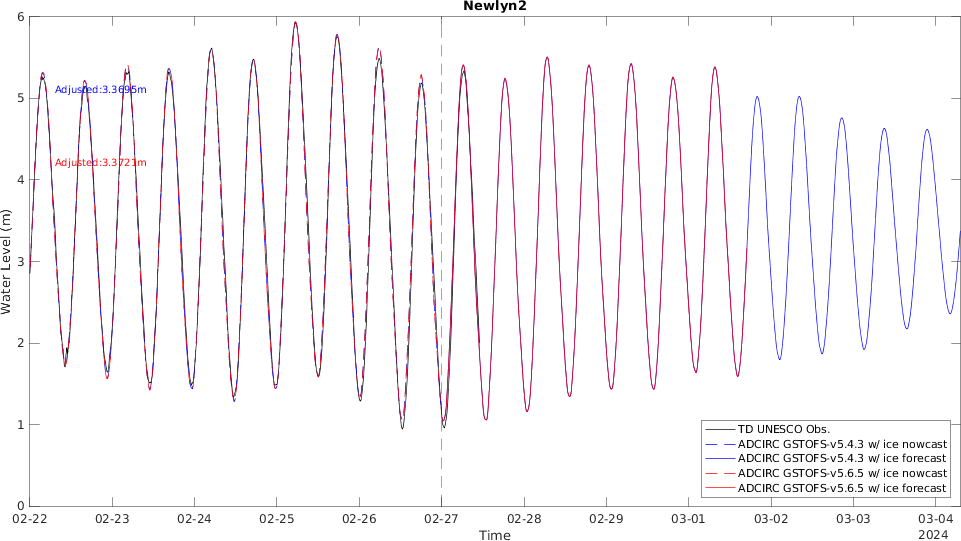 Newlyn2
Water Level (m)
6
5
4
3
2
1
0
Adjusted:3.3695m
Adjusted:3.3721m
TD UNESCO Obs.
ADCIRC GSTOFS-v5.4.3 w/ ice nowcast
ADCIRC GSTOFS-v5.4.3 w/ ice forecast
ADCIRC GSTOFS-v5.6.5 w/ ice nowcast
ADCIRC GSTOFS-v5.6.5 w/ ice forecast
02-22 02-23 02-24 02-25 02-26 02-27 02-28 02-29 03-01 03-02 03-03 03-04
Time
2024